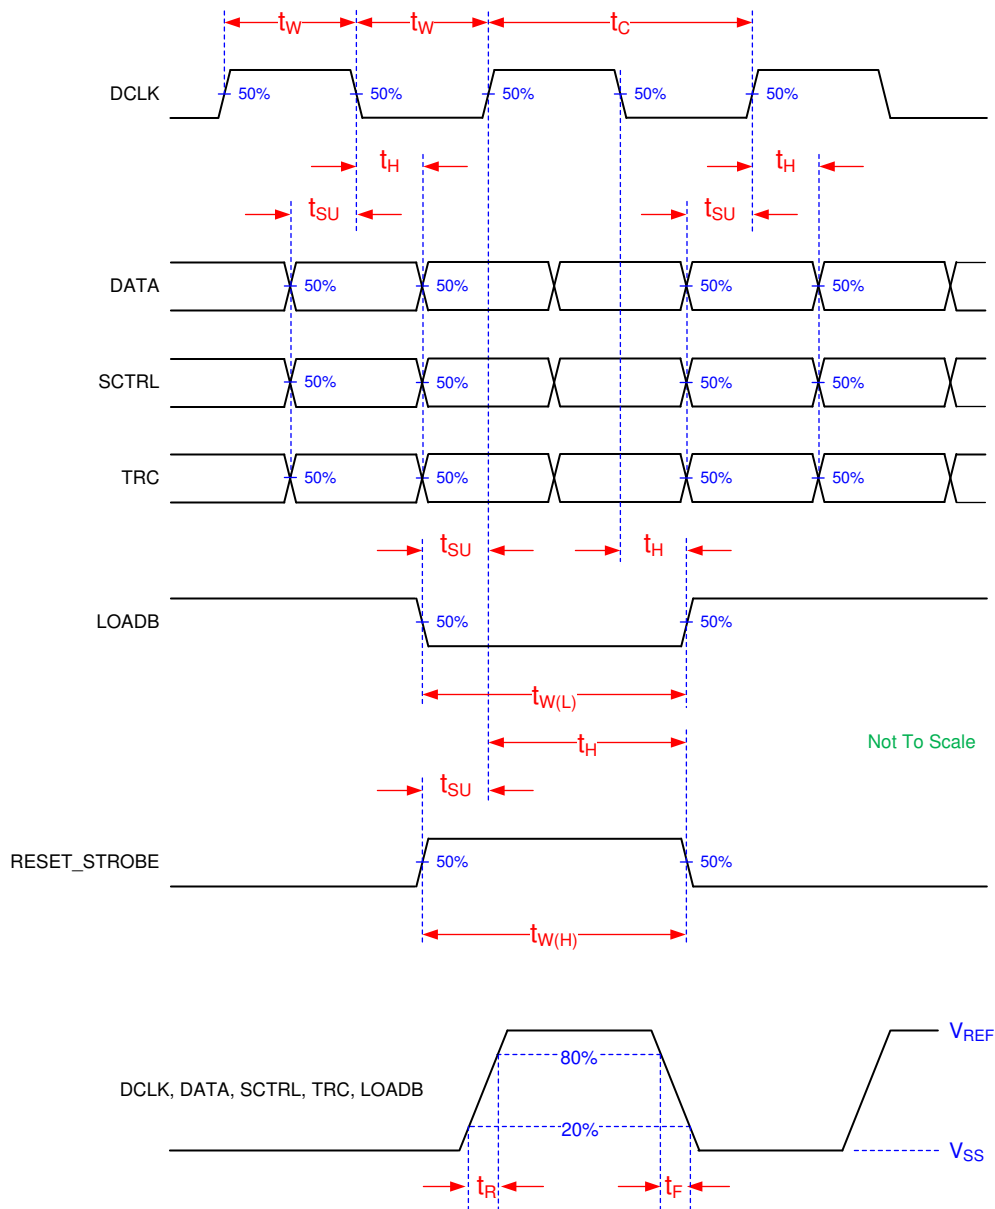 tW tW tC
DCLK 50% 50% 50% 50% 50%
tH tH
tSU tSU
DATA 50% 50% 50% 50%
SCTRL 50% 50% 50% 50%
TRC 50% 50% 50% 50%
tSU tH
LOADB 50% 50%
tW(L)
tH Not To Scale
tSU
RESET_STROBE 50% 50%
tW(H)
VREF
80%
DCLK, DATA, SCTRL, TRC, LOADB
20%
VSS
tR tF